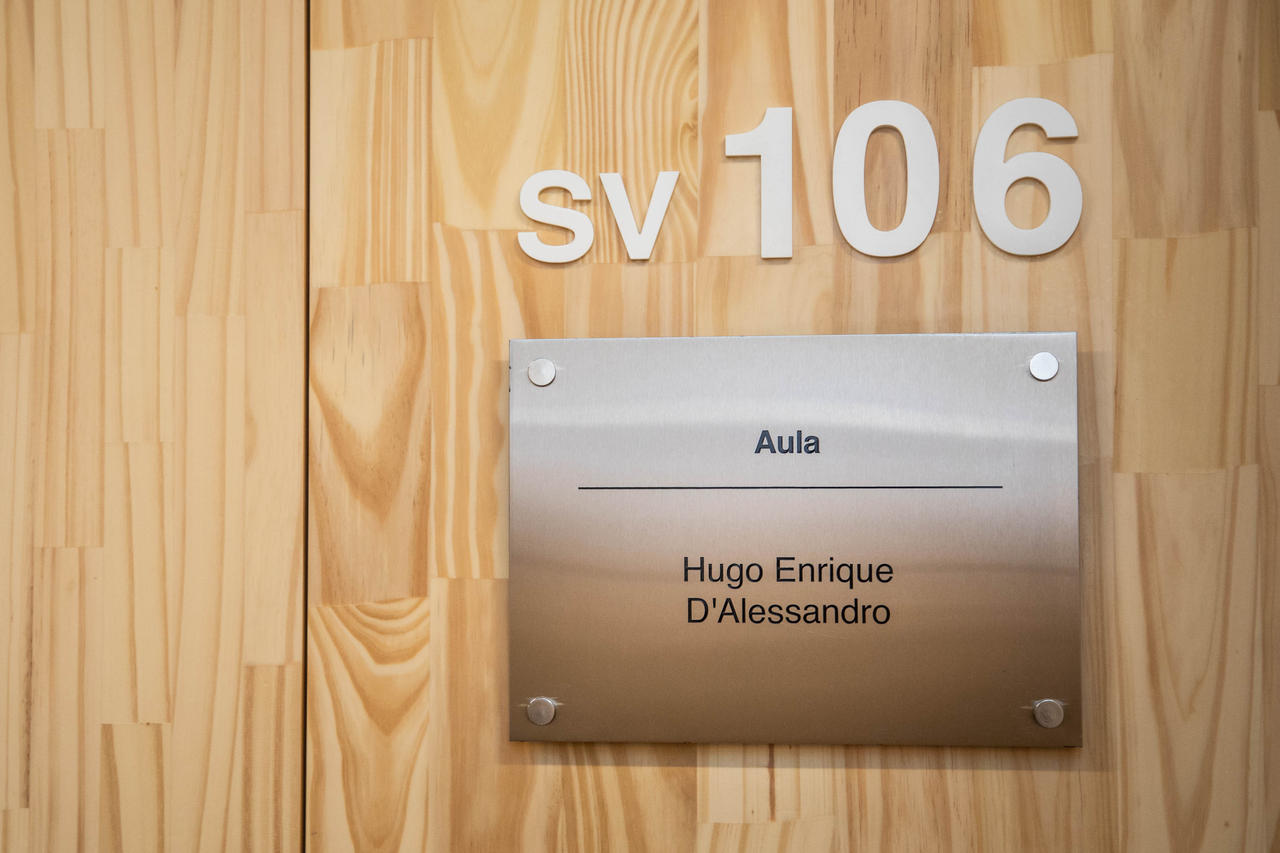 SV 106
Aula
Hugo Enrique
D'Alessandro